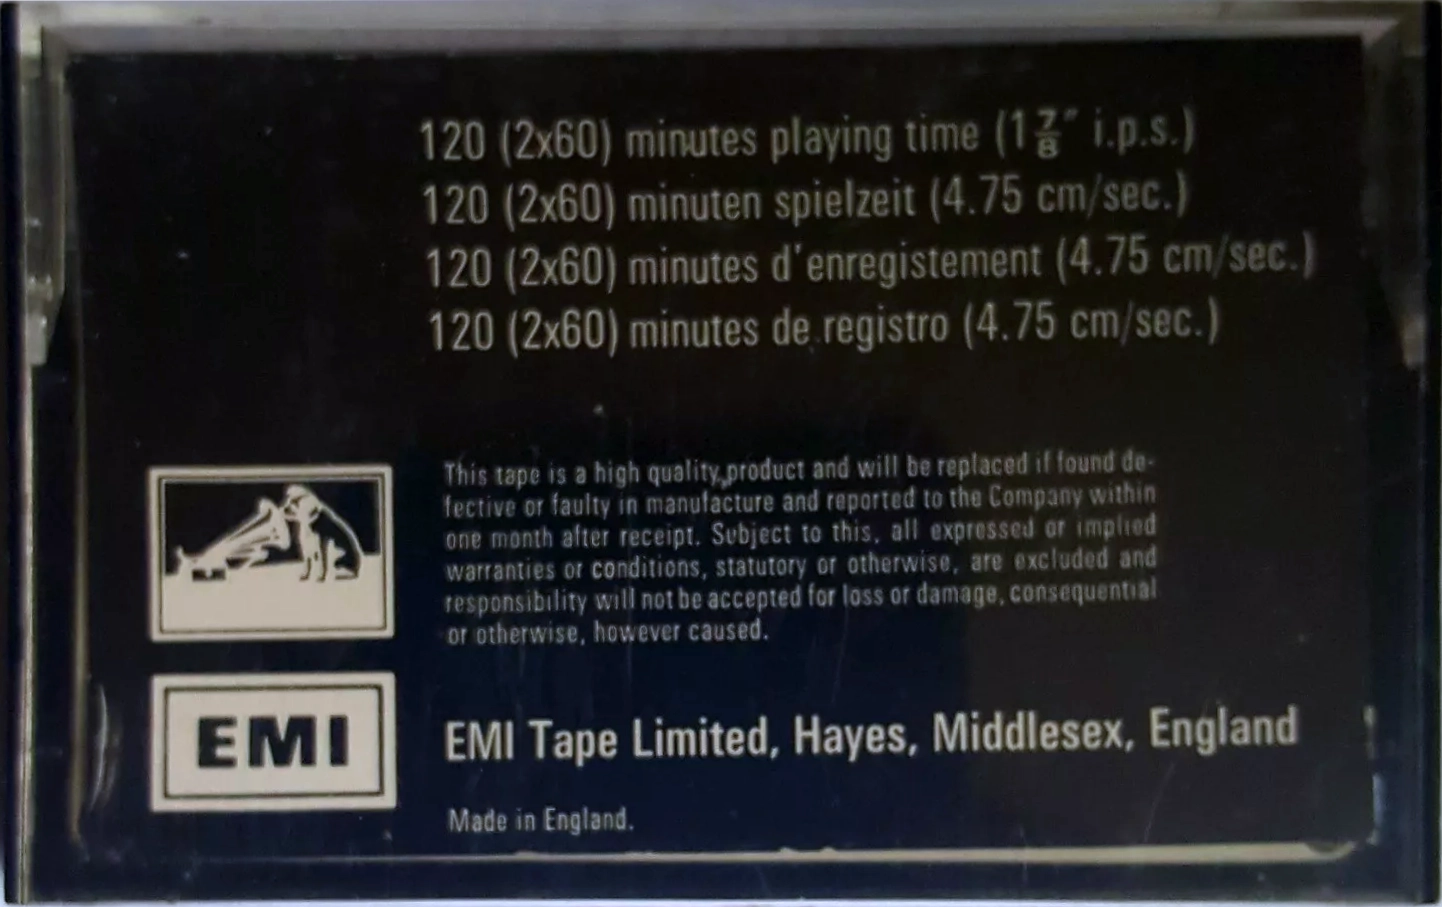 120 (2x60) minutes playing time (1⅞" i.p.s.)
120 (2x60) minuten spielzeit (4.75 cm/sec.)
120 (2x60) minutes d'enregistement (4.75 cm/sec.)
120 (2x60) minutes de registro (4.75 cm/sec.)
This tape is a high quality product and will be replaced if found de-
fective or faulty in manufacture and reported to the Company within
one month after receipt. Subject to this, all expressed or implied
warranties or conditions, statutory or otherwise, are excluded and
responsibility will not be accepted for loss or damage, consequential
or otherwise, however caused.
EMI
EMI Tape Limited, Hayes, Middlesex, England
Made in England.